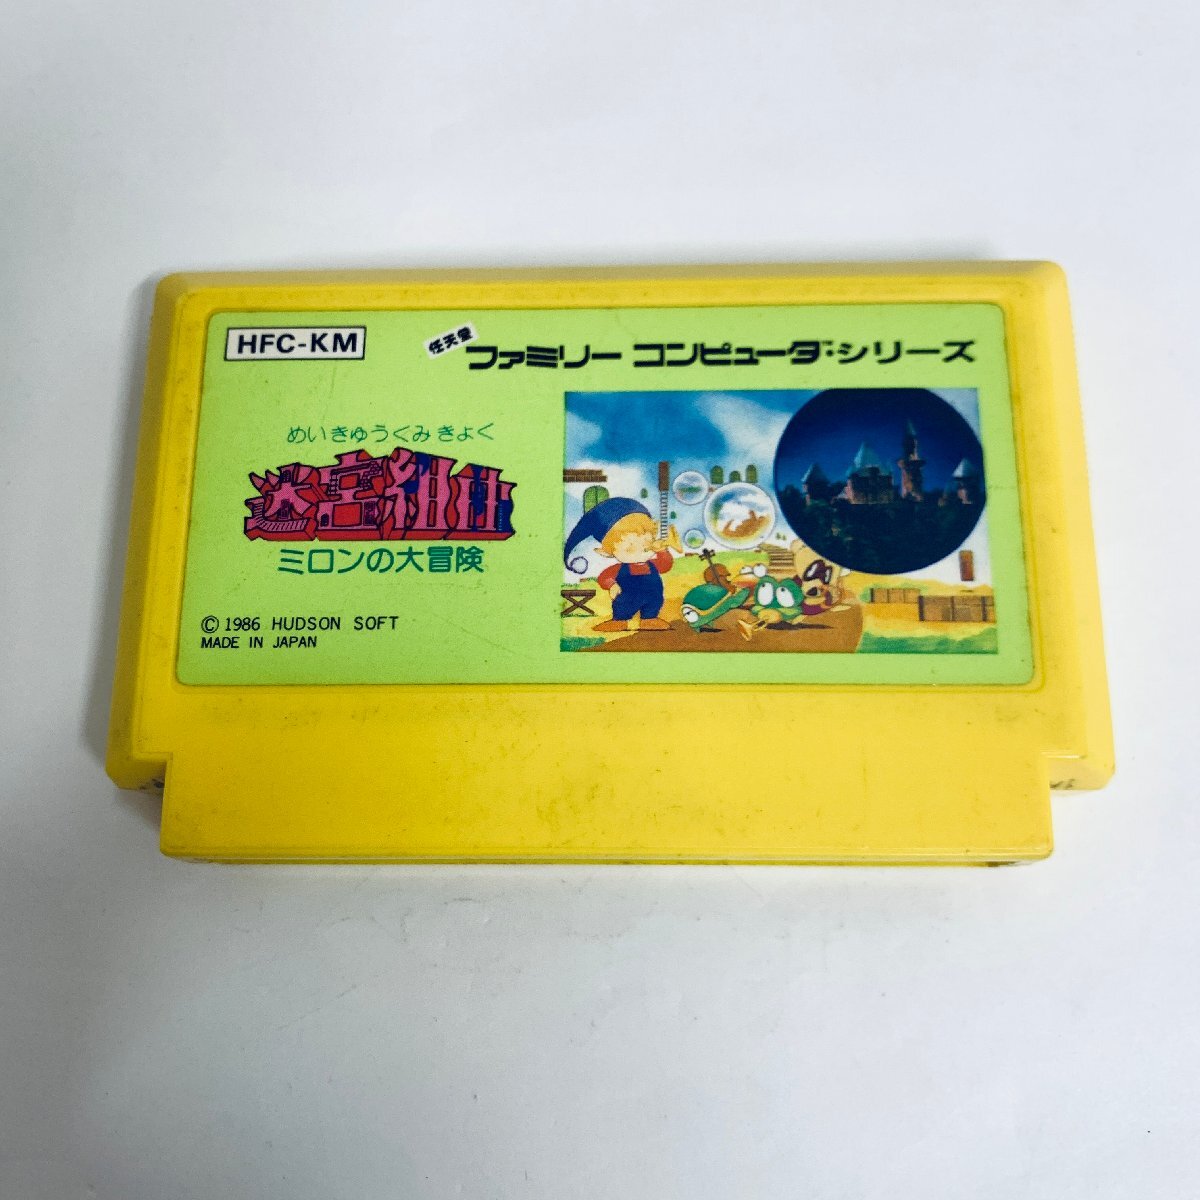 HFC-KM
任天堂
ファミリー コンピュータ・シリーズ
めいきゅうくみきょく
迷宮組曲
ミロンの大冒険
© 1986 HUDSON SOFT
MADE IN JAPAN